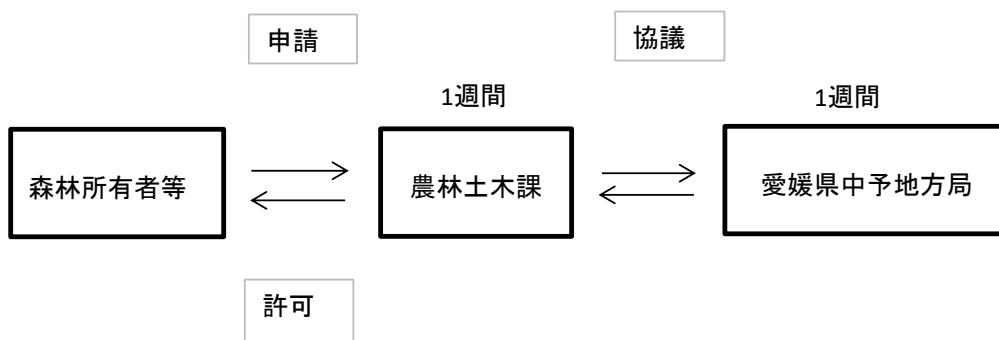 申請
協議
1週間
1週間
森林所有者等
農林土木課
愛媛県中予地方局
許可